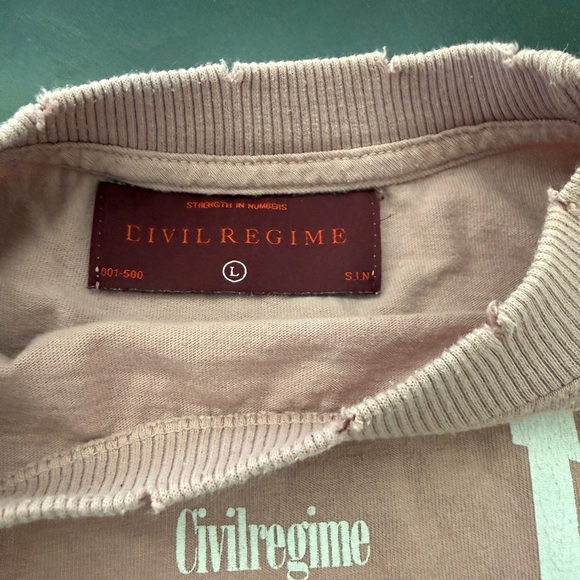 STRENGTH IN NUMBERS
CIVIL REGIME
001-500
L
S.I.N
Civilregime